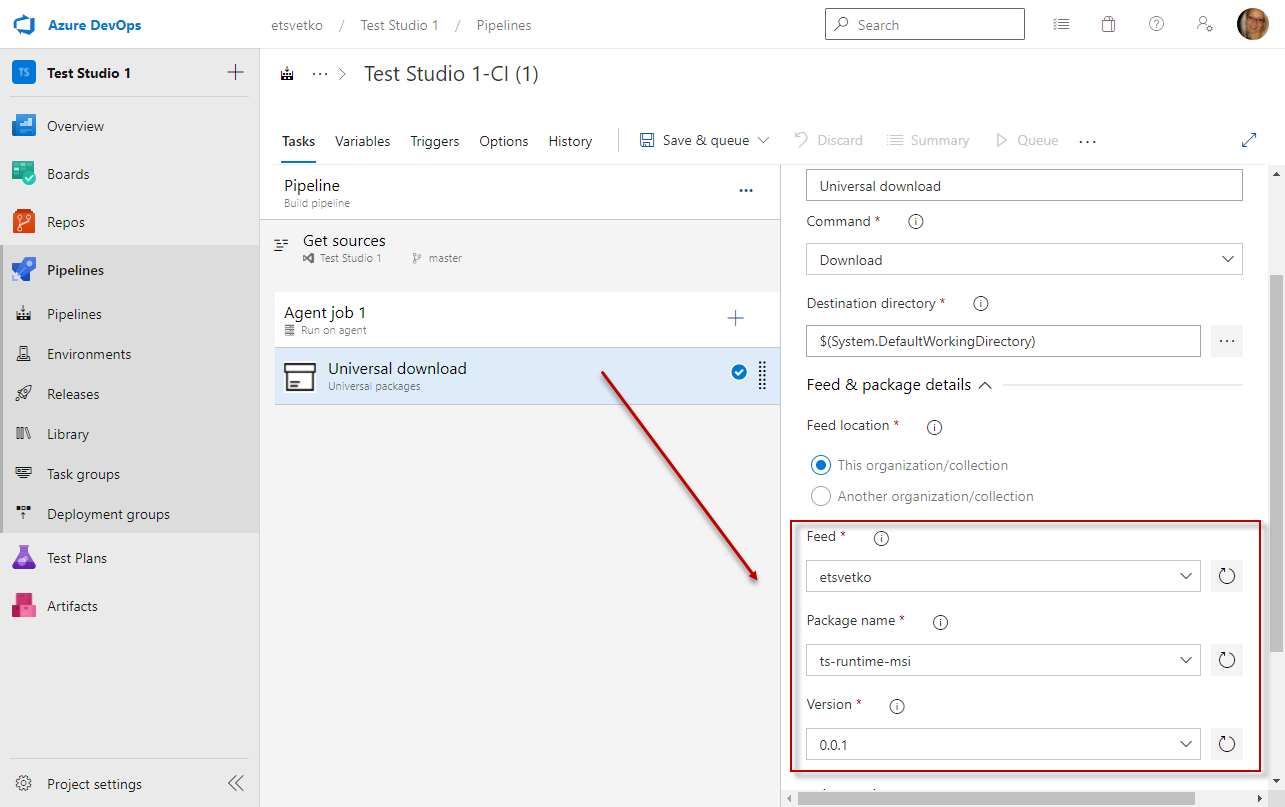 Azure DevOps
etsvetko / Test Studio 1 / Pipelines
Search
TS Test Studio 1
Overview
Boards
Repos
Pipelines
Pipelines
Environments
Releases
Library
Task groups
Deployment groups
Test Plans
Artifacts
Project settings
... > Test Studio 1-CI (1)
Tasks Variables Triggers Options History Save & queue Discard Summary Queue ...
Pipeline
Build pipeline
...
Get sources
Test Studio 1 master
Agent job 1
Run on agent
Universal download
Universal packages
Universal download
Command *
Download
Destination directory *
$(System.DefaultWorkingDirectory)
...
Feed & package details
Feed location *
This organization/collection
Another organization/collection
Feed *
etsvetko
Package name *
ts-runtime-msi
Version *
0.0.1